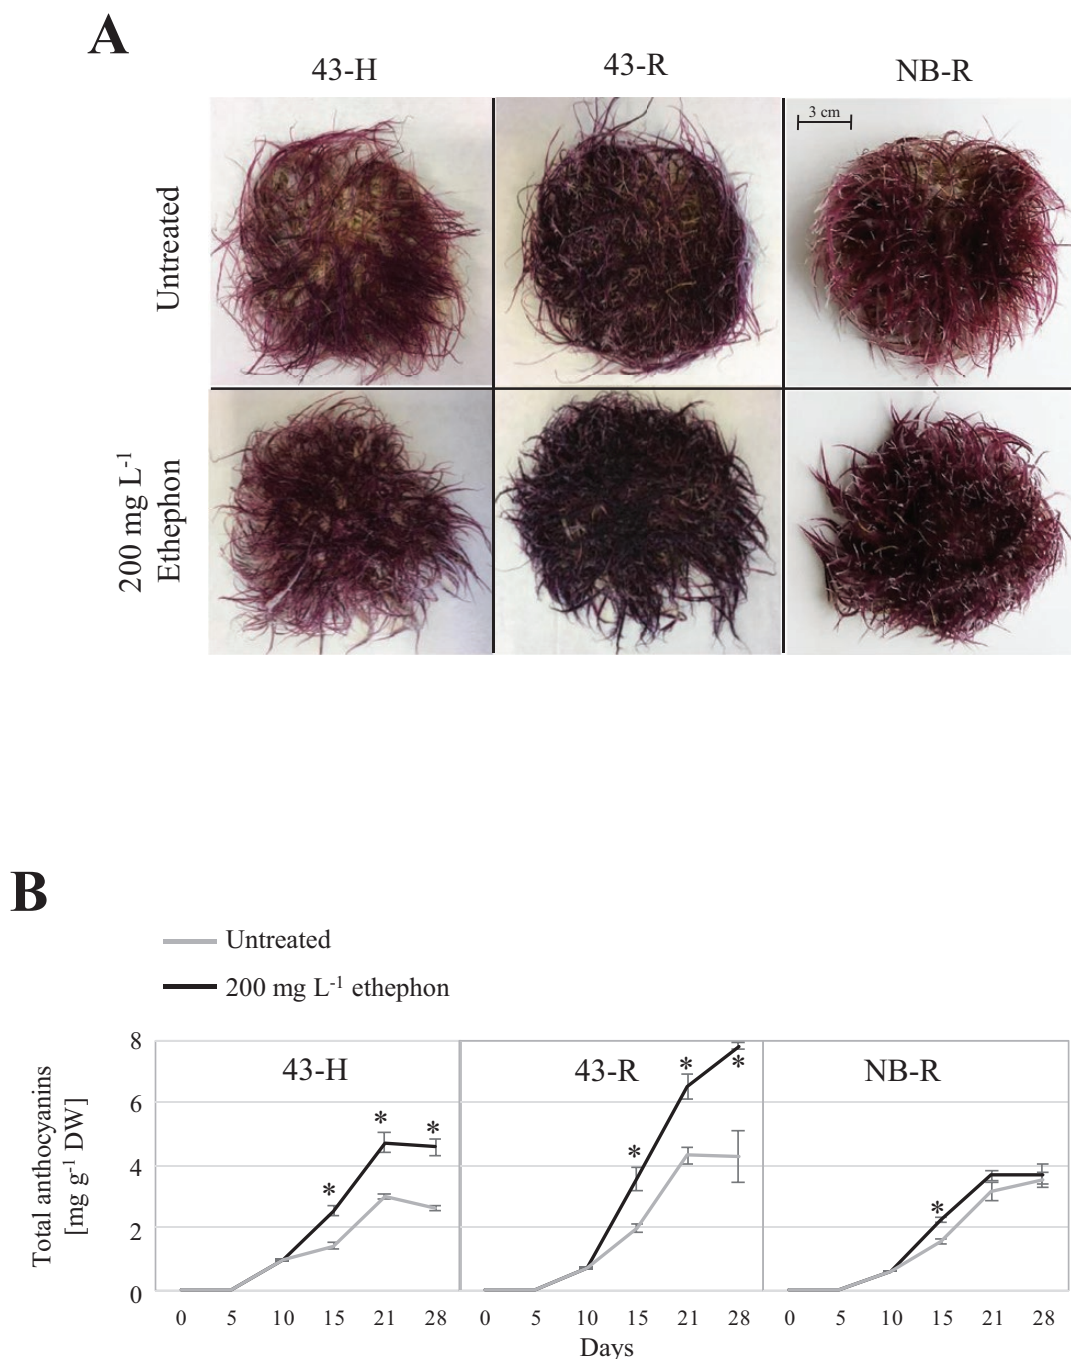 A
43-H 43-R NB-R
3 cm
Untreated
200 mg L-1
Ethephon
B
Untreated
200 mg L-1 ethephon
Total anthocyanins
[mg g-1 DW]
8
6
4
2
0
43-H 43-R NB-R
* * *
* * *
*
0 5 10 15 21 28 0 5 10 15 21 28 0 5 10 15 21 28
Days